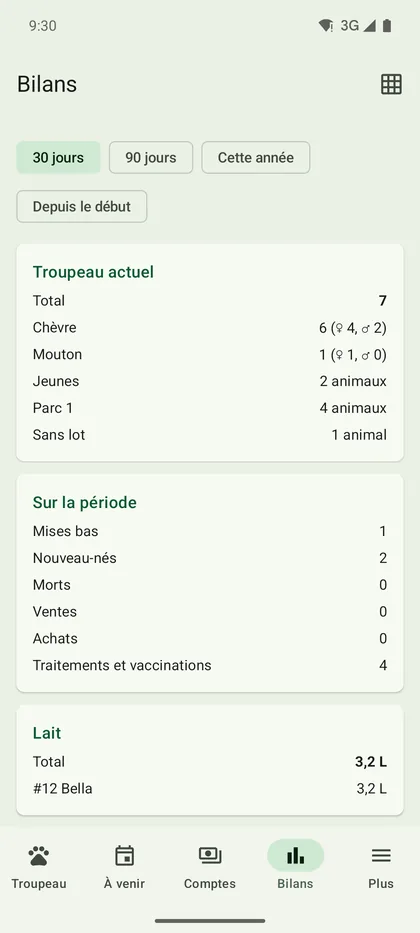 9:30
3G
Bilans
30 jours
90 jours
Cette année
Depuis le début
Troupeau actuel
Total 7
Chèvre 6 (♀ 4, ♂ 2)
Mouton 1 (♀ 1, ♂ 0)
Jeunes 2 animaux
Parc 1 4 animaux
Sans lot 1 animal
Sur la période
Mises bas 1
Nouveau-nés 2
Morts 0
Ventes 0
Achats 0
Traitements et vaccinations 4
Lait
Total 3,2 L
#12 Bella 3,2 L
Troupeau
À venir
Comptes
Bilans
Plus